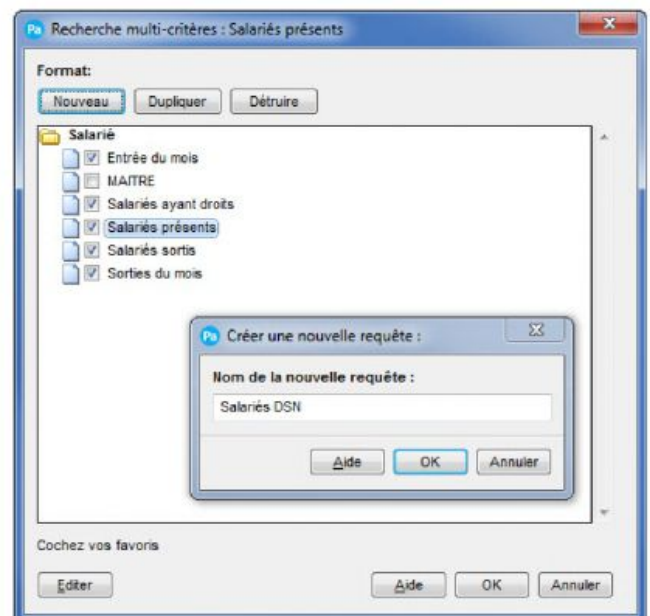 Pa Recherche multi-critères : Salariés présents
Format:
Nouveau Dupliquer Détruire
Salarié
Entrée du mois
MAITRE
Salariés ayant droits
Salariés présents
Salariés sortis
Sorties du mois
Pa Créer une nouvelle requête :
Nom de la nouvelle requête :
Salariés DSN
Aide OK Annuler
Cochez vos favoris
Editer Aide OK Annuler